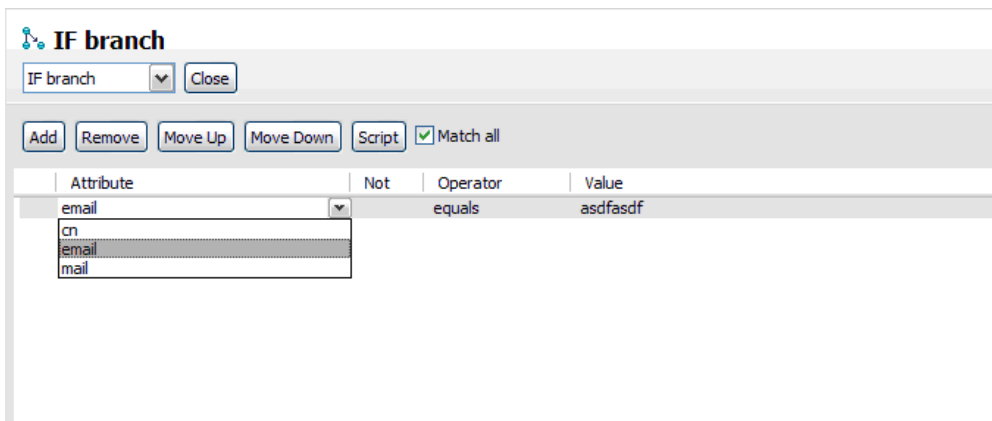 IF branch
IF branch Close
Add Remove Move Up Move Down Script Match all
Attribute Not Operator Value
email equals asdfasdf
cn
email
mail